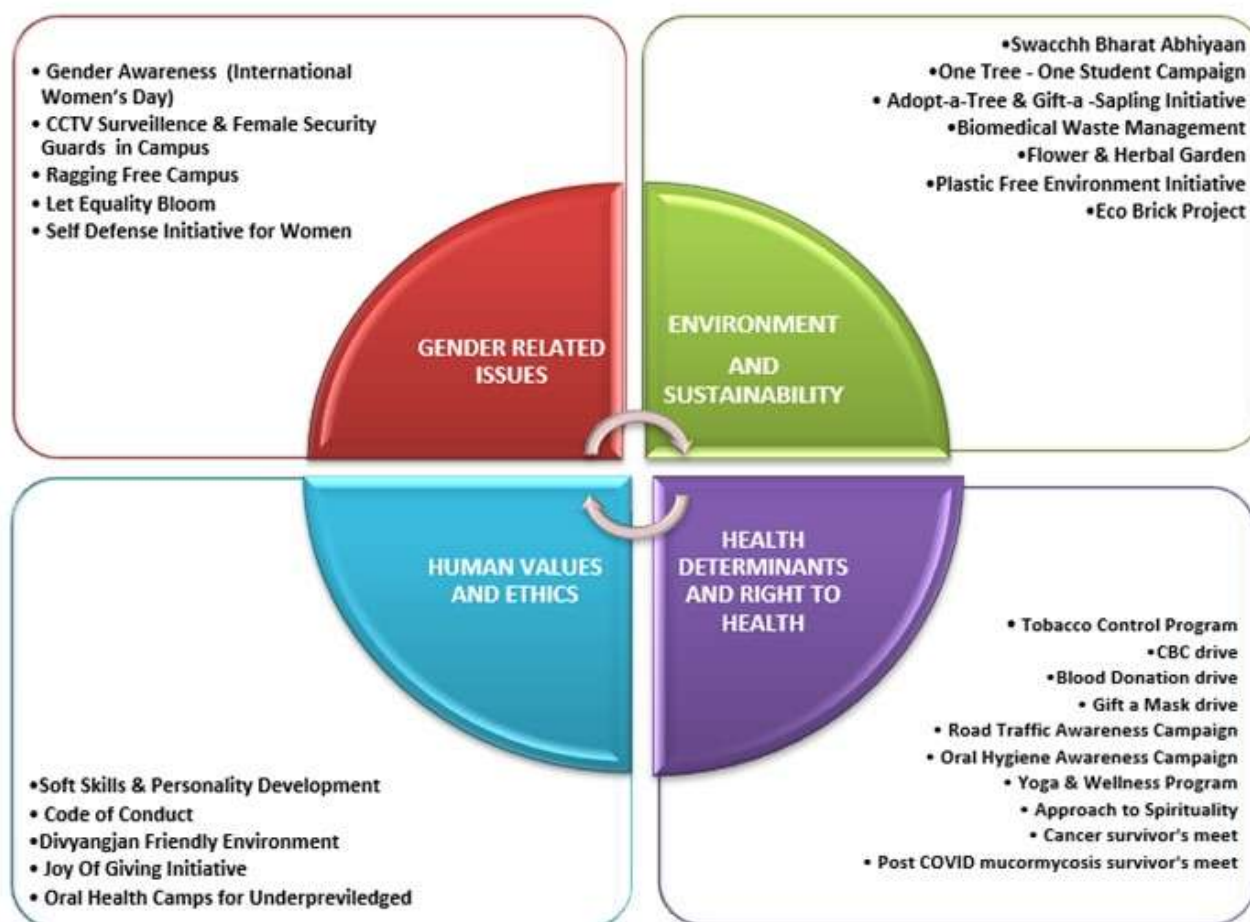 • Gender Awareness (International
Women's Day)
• CCTV Surveillence & Female Security
Guards in Campus
• Ragging Free Campus
• Let Equality Bloom
• Self Defense Initiative for Women
•Swacchh Bharat Abhiyaan
•One Tree - One Student Campaign
• Adopt-a-Tree & Gift-a -Sapling Initiative
•Biomedical Waste Management
•Flower & Herbal Garden
•Plastic Free Environment Initiative
•Eco Brick Project
GENDER RELATED
ISSUES
ENVIRONMENT
AND
SUSTAINABILITY
HUMAN VALUES
AND ETHICS
HEALTH
DETERMINANTS
AND RIGHT TO
HEALTH
•Soft Skills & Personality Development
• Code of Conduct
•Divyangjan Friendly Environment
• Joy Of Giving Initiative
• Oral Health Camps for Underpreviledged
• Tobacco Control Program
•CBC drive
•Blood Donation drive
• Gift a Mask drive
• Road Traffic Awareness Campaign
• Oral Hygiene Awareness Campaign
• Yoga & Wellness Program
• Approach to Spirituality
• Cancer survivor's meet
• Post COVID mucormycosis survivor's meet